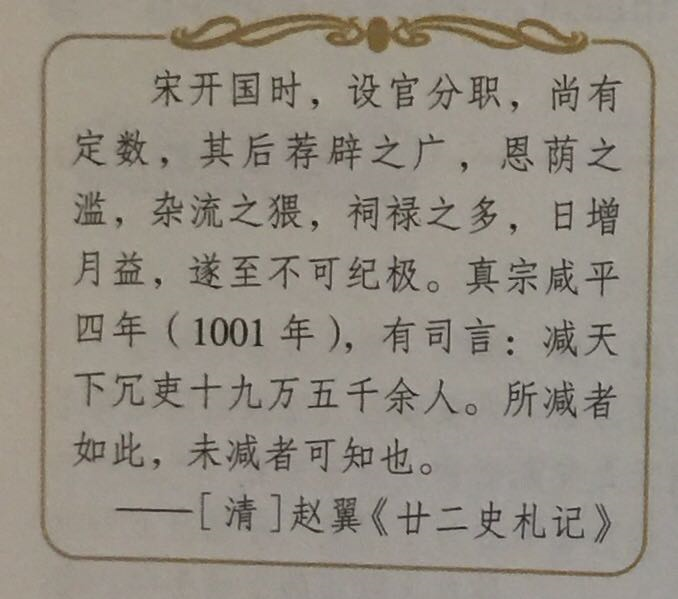 宋开国时，设官分职，尚有
定数，其后荐辟之广，恩荫之
滥，杂流之猥，祠禄之多，日增
月益，遂至不可纪极。真宗咸平
四年（1001 年），有司言：减天
下冗吏十九万五千余人。所减者
如此，未减者可知也。
——［清］赵翼《廿二史札记》